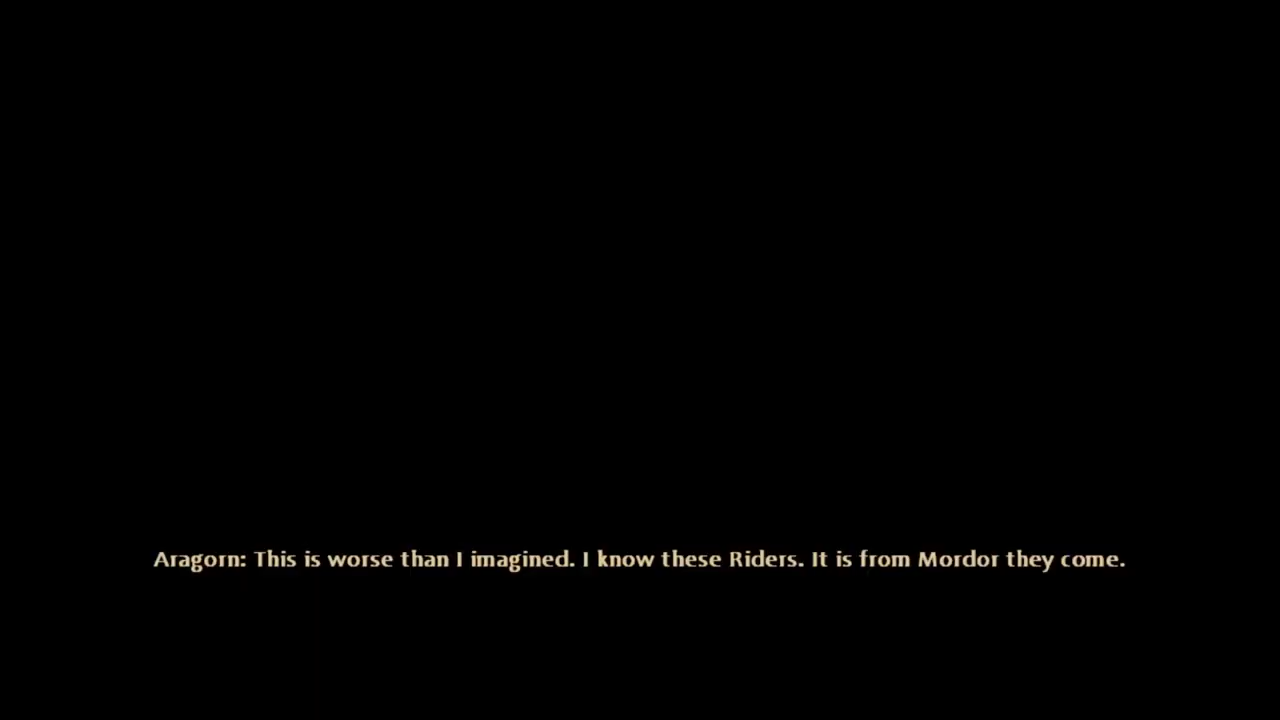 Aragorn: This is worse than I imagined. I know these Riders. It is from Mordor they come.